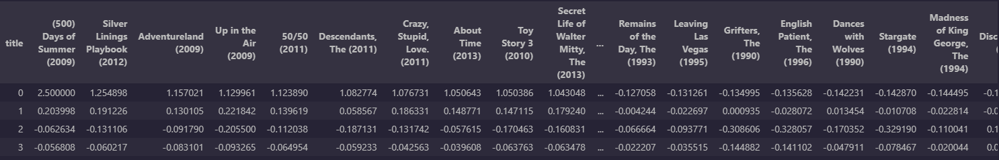 title (500) Days of Summer (2009) Silver Linings Playbook (2012) Adventureland (2009) Up in the Air (2009) 50/50 (2011) Descendants, The (2011) Crazy, Stupid, Love. (2011) About Time (2013) Toy Story 3 (2010) Secret Life of Walter Mitty, The (2013) ... Remains of the Day, The (1993) Leaving Las Vegas (1995) Grifters, The (1990) English Patient, The (1996) Dances with Wolves (1990) Stargate (1994) Madness of King George, The (1994) Disc
0 2.500000 1.254898 1.157021 1.129961 1.123890 1.082774 1.076731 1.050643 1.050386 1.043048 ... -0.127058 -0.131261 -0.134995 -0.135628 -0.142231 -0.142870 -0.144495 -0.1
1 0.203998 0.191226 0.130105 0.221842 0.139619 0.058567 0.186331 0.148771 0.147115 0.179240 ... -0.004244 -0.022697 0.000935 -0.028072 0.013454 -0.010708 -0.022814 -0.0
2 -0.062634 -0.131106 -0.091790 -0.205500 -0.112038 -0.187131 -0.131742 -0.057615 -0.170463 -0.160831 ... -0.066664 -0.093771 -0.308606 -0.328057 -0.170352 -0.329190 -0.110041 0.1
3 -0.056808 -0.060217 -0.083101 -0.093265 -0.064954 -0.059233 -0.042563 -0.039608 -0.063763 -0.063478 ... -0.022207 -0.035515 -0.144882 -0.141102 -0.047911 -0.078467 -0.020044 0.0